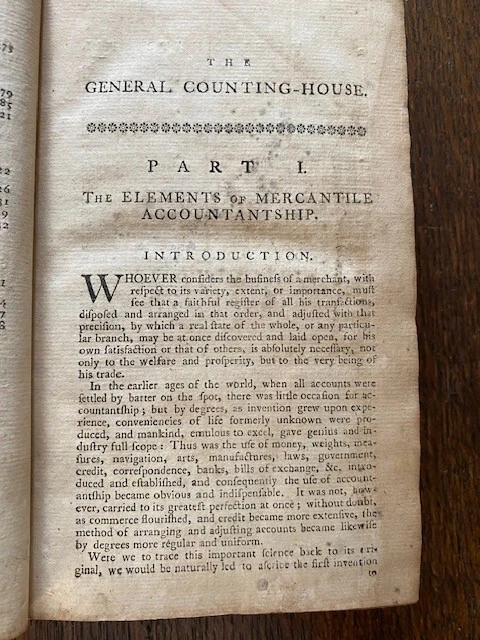 THE
GENERAL COUNTING-HOUSE.
PART I.
THE ELEMENTS OF MERCANTILE
ACCOUNTANTSHIP.
INTRODUCTION.
WHOEVER conſiders the buſineſs of a merchant, with
reſpect to its variety, extent, or importance, muſt
ſee that a faithful regiſter of all his tranſactions,
diſpoſed and arranged in that order, and adjuſted with that
preciſion, by which a real ſtate of the whole, or any particu-
lar branch, may be at once diſcovered and laid open, for his
own ſatisfaction or that of others, is abſolutely neceſſary, not
only to the welfare and proſperity, but to the very being of
his trade.
In the earlier ages of the world, when all accounts were
ſettled by barter on the ſpot, there was little occaſion for ac-
countantſhip; but by degrees, as invention grew upon expe-
rience, conveniencies of life formerly unknown were pro-
duced, and mankind, emulous to excel, gave genius and in-
duſtry full ſcope: Thus was the uſe of money, weights, mea-
ſures, navigation, arts, manufactures, laws, government,
credit, correſpondence, banks, bills of exchange, &c. intro-
duced and eſtabliſhed, and conſequently the uſe of account-
antſhip became obvious and indiſpenſable. It was not, how-
ever, carried to its greateſt perfection at once; without doubt,
as commerce flouriſhed, and credit became more extenſive, the
method of arranging and adjuſting accounts became likewiſe
by degrees more regular and uniform.
Were we to trace this important ſcience back to its ori-
ginal, we would be naturally led to aſcribe the firſt invention
to